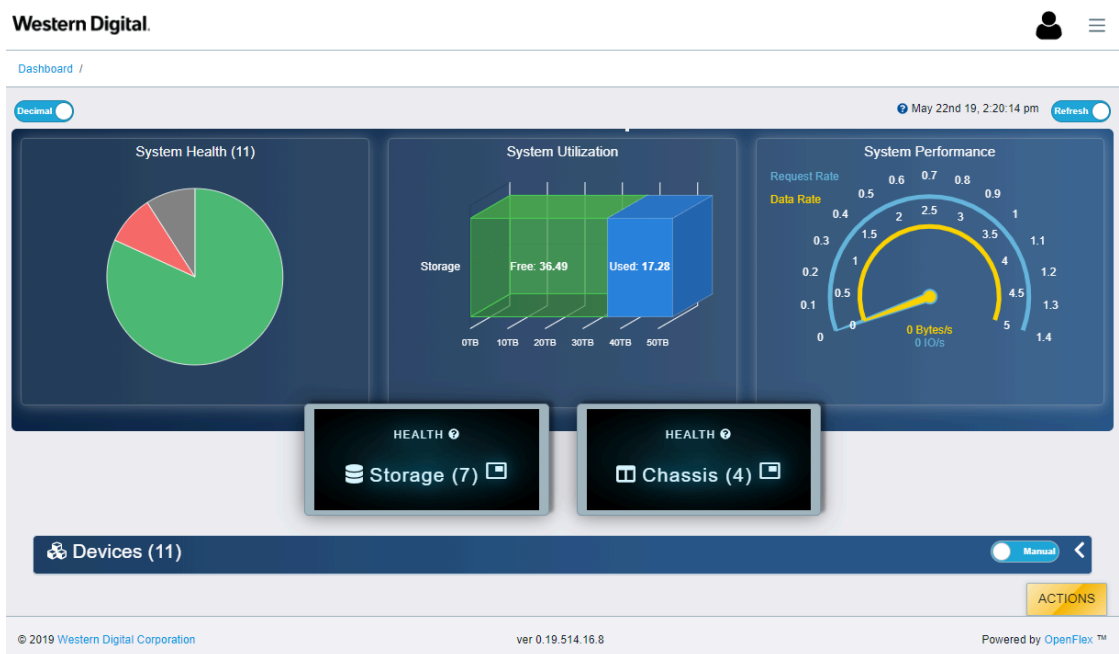 Western Digital.
Dashboard /
Decimal
May 22nd 19, 2:20:14 pm
Refresh
System Health (11)
System Utilization
Storage
Free: 36.49
Used: 17.28
0TB 10TB 20TB 30TB 40TB 50TB
System Performance
Request Rate
Data Rate
0 0.1 0.2 0.3 0.4 0.5 0.6 0.7 0.8 0.9 1 1.1 1.2 1.3 1.4
0 0.5 1 1.5 2 2.5 3 3.5 4 4.5 5
0 Bytes/s
0 IO/s
HEALTH
Storage (7)
HEALTH
Chassis (4)
Devices (11)
Manual
ACTIONS
© 2019 Western Digital Corporation
ver 0.19.514.16.8
Powered by OpenFlex ™